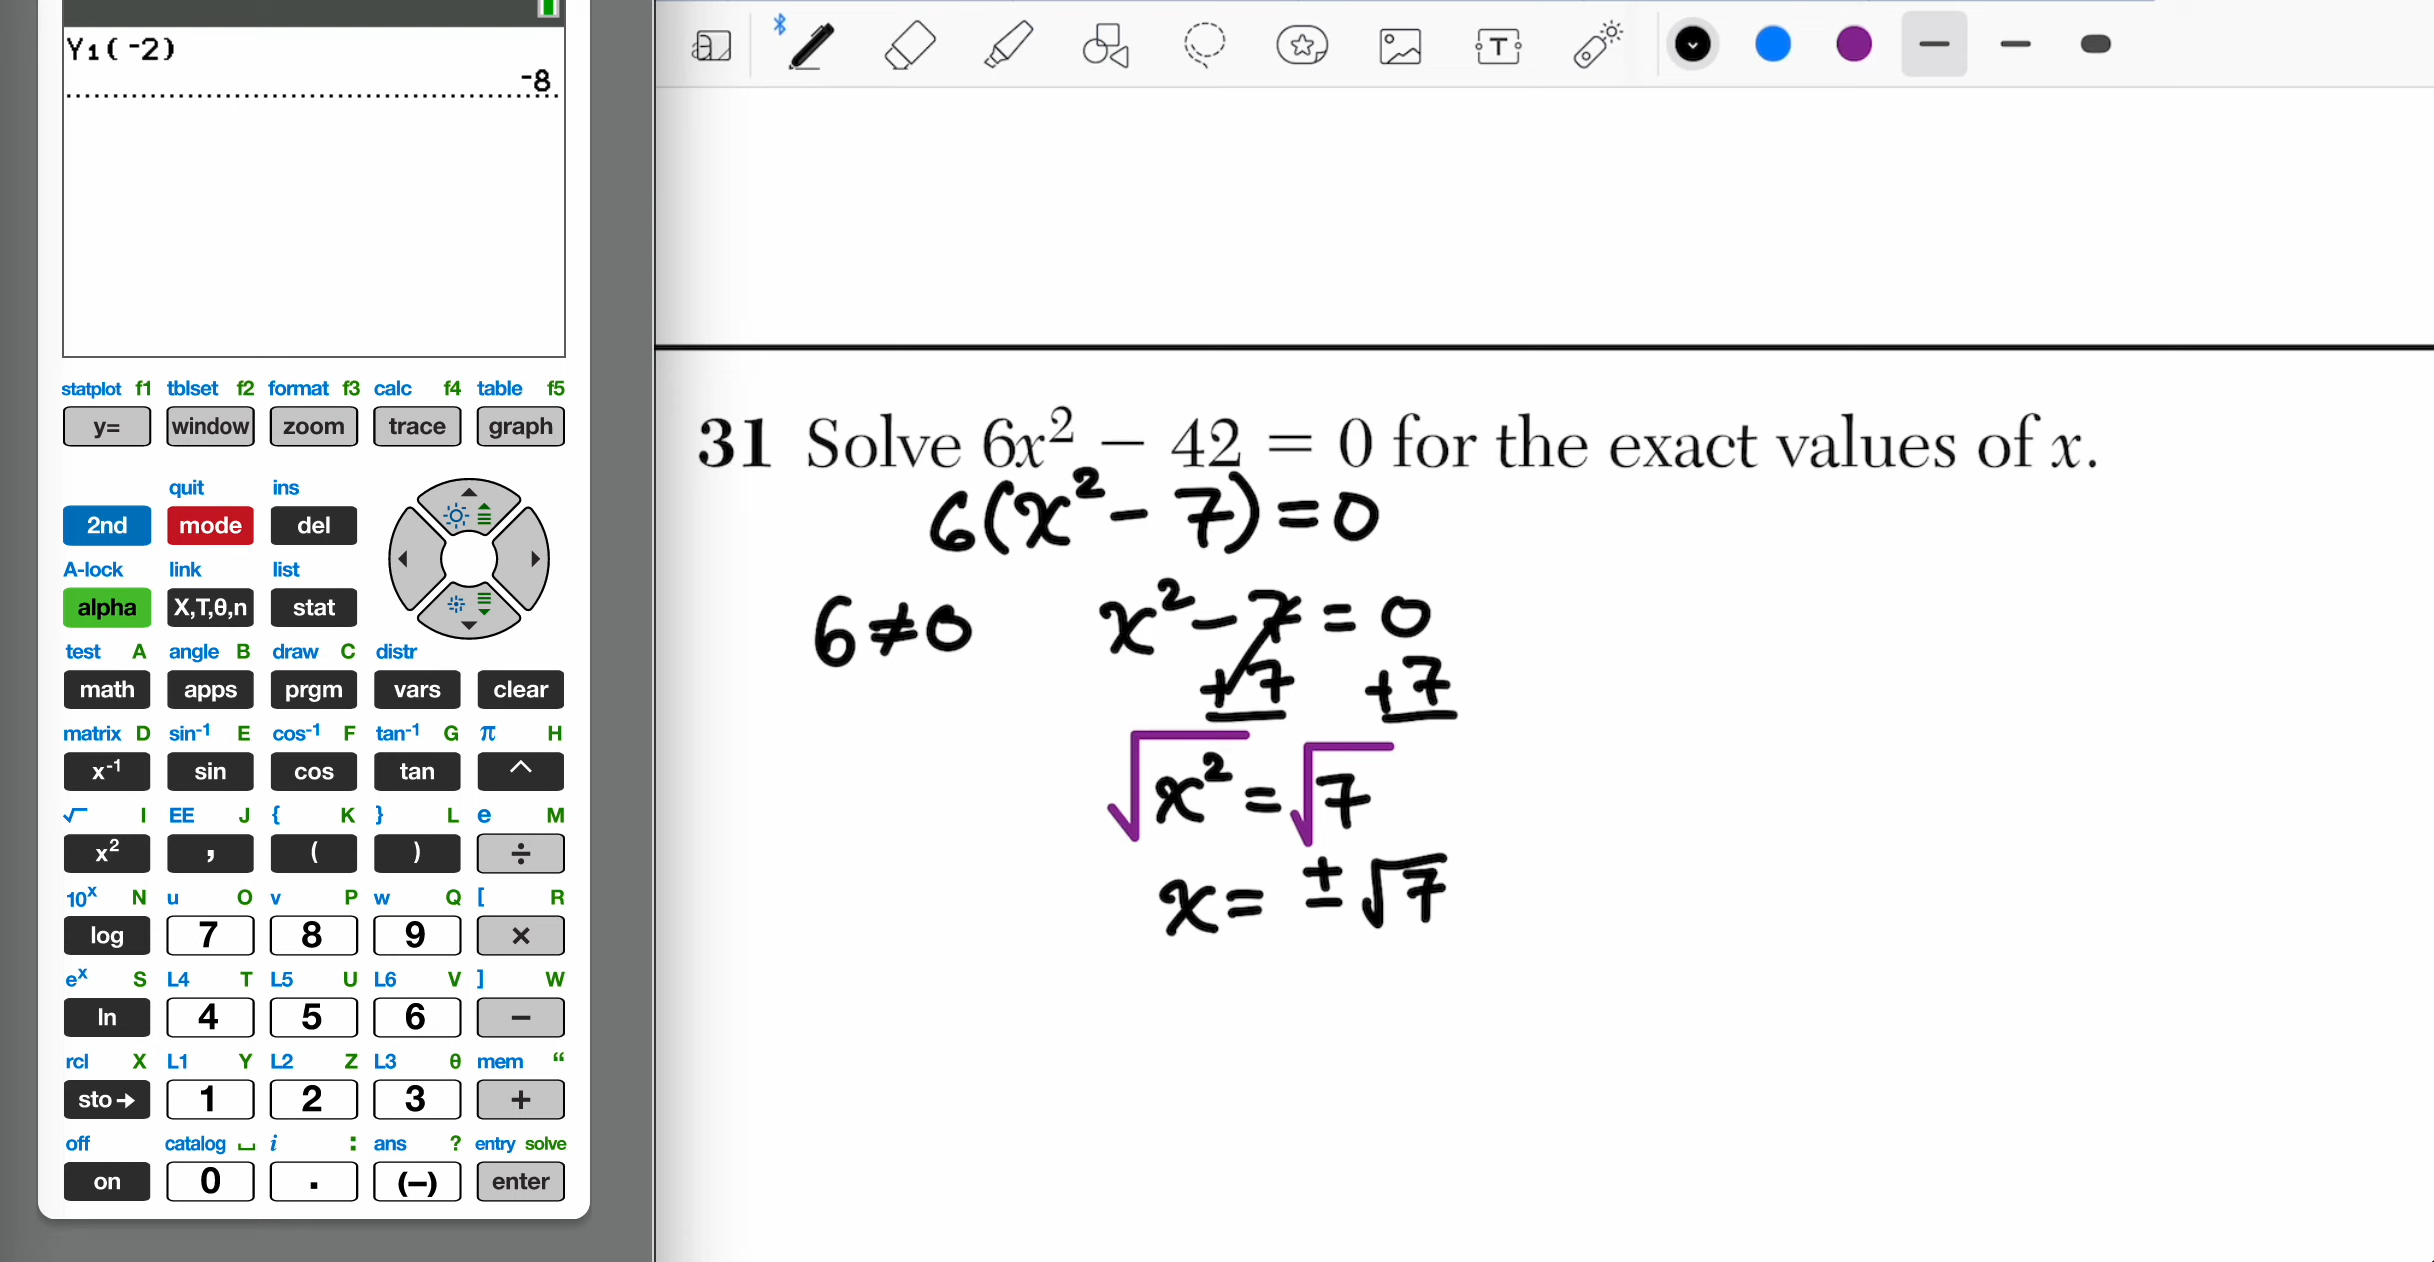 Y₁(-2)
-8
statplot f1 tblset f2 format f3 calc f4 table f5
y= window zoom trace graph
quit ins
2nd mode del
A-lock link list
alpha X,T,θ,n stat
test A angle B draw C distr
math apps prgm vars clear
matrix D sin⁻¹ E cos⁻¹ F tan⁻¹ G π H
x⁻¹ sin cos tan ^
√ I EE J { K } L e M
x² , ( ) ÷
10ˣ N u O v P w Q [ R
log 7 8 9 ×
eˣ S L4 T L5 U L6 V ] W
ln 4 5 6 −
rcl X L1 Y L2 Z L3 θ mem “
sto→ 1 2 3 +
off catalog ⎵ i : ans ? entry solve
on 0 . (–) enter
a T
31 Solve 6x² − 42 = 0 for the exact values of x.
6(x² - 7) = 0
6 ≠ 0 x² - 7 = 0
+7 +7
√x² = √7
x = ± √7